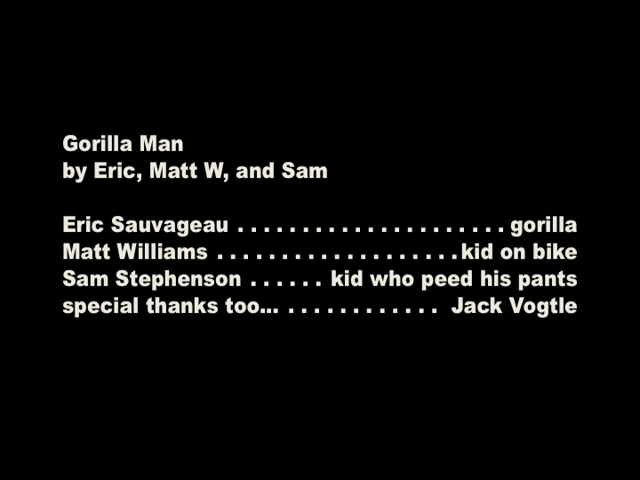 Gorilla Man
by Eric, Matt W, and Sam
Eric Sauvageau . . . . . . . . . . . . . . . . . . . . . gorilla
Matt Williams . . . . . . . . . . . . . . . . . . . kid on bike
Sam Stephenson . . . . . . kid who peed his pants
special thanks too... . . . . . . . . . . . . Jack Vogtle